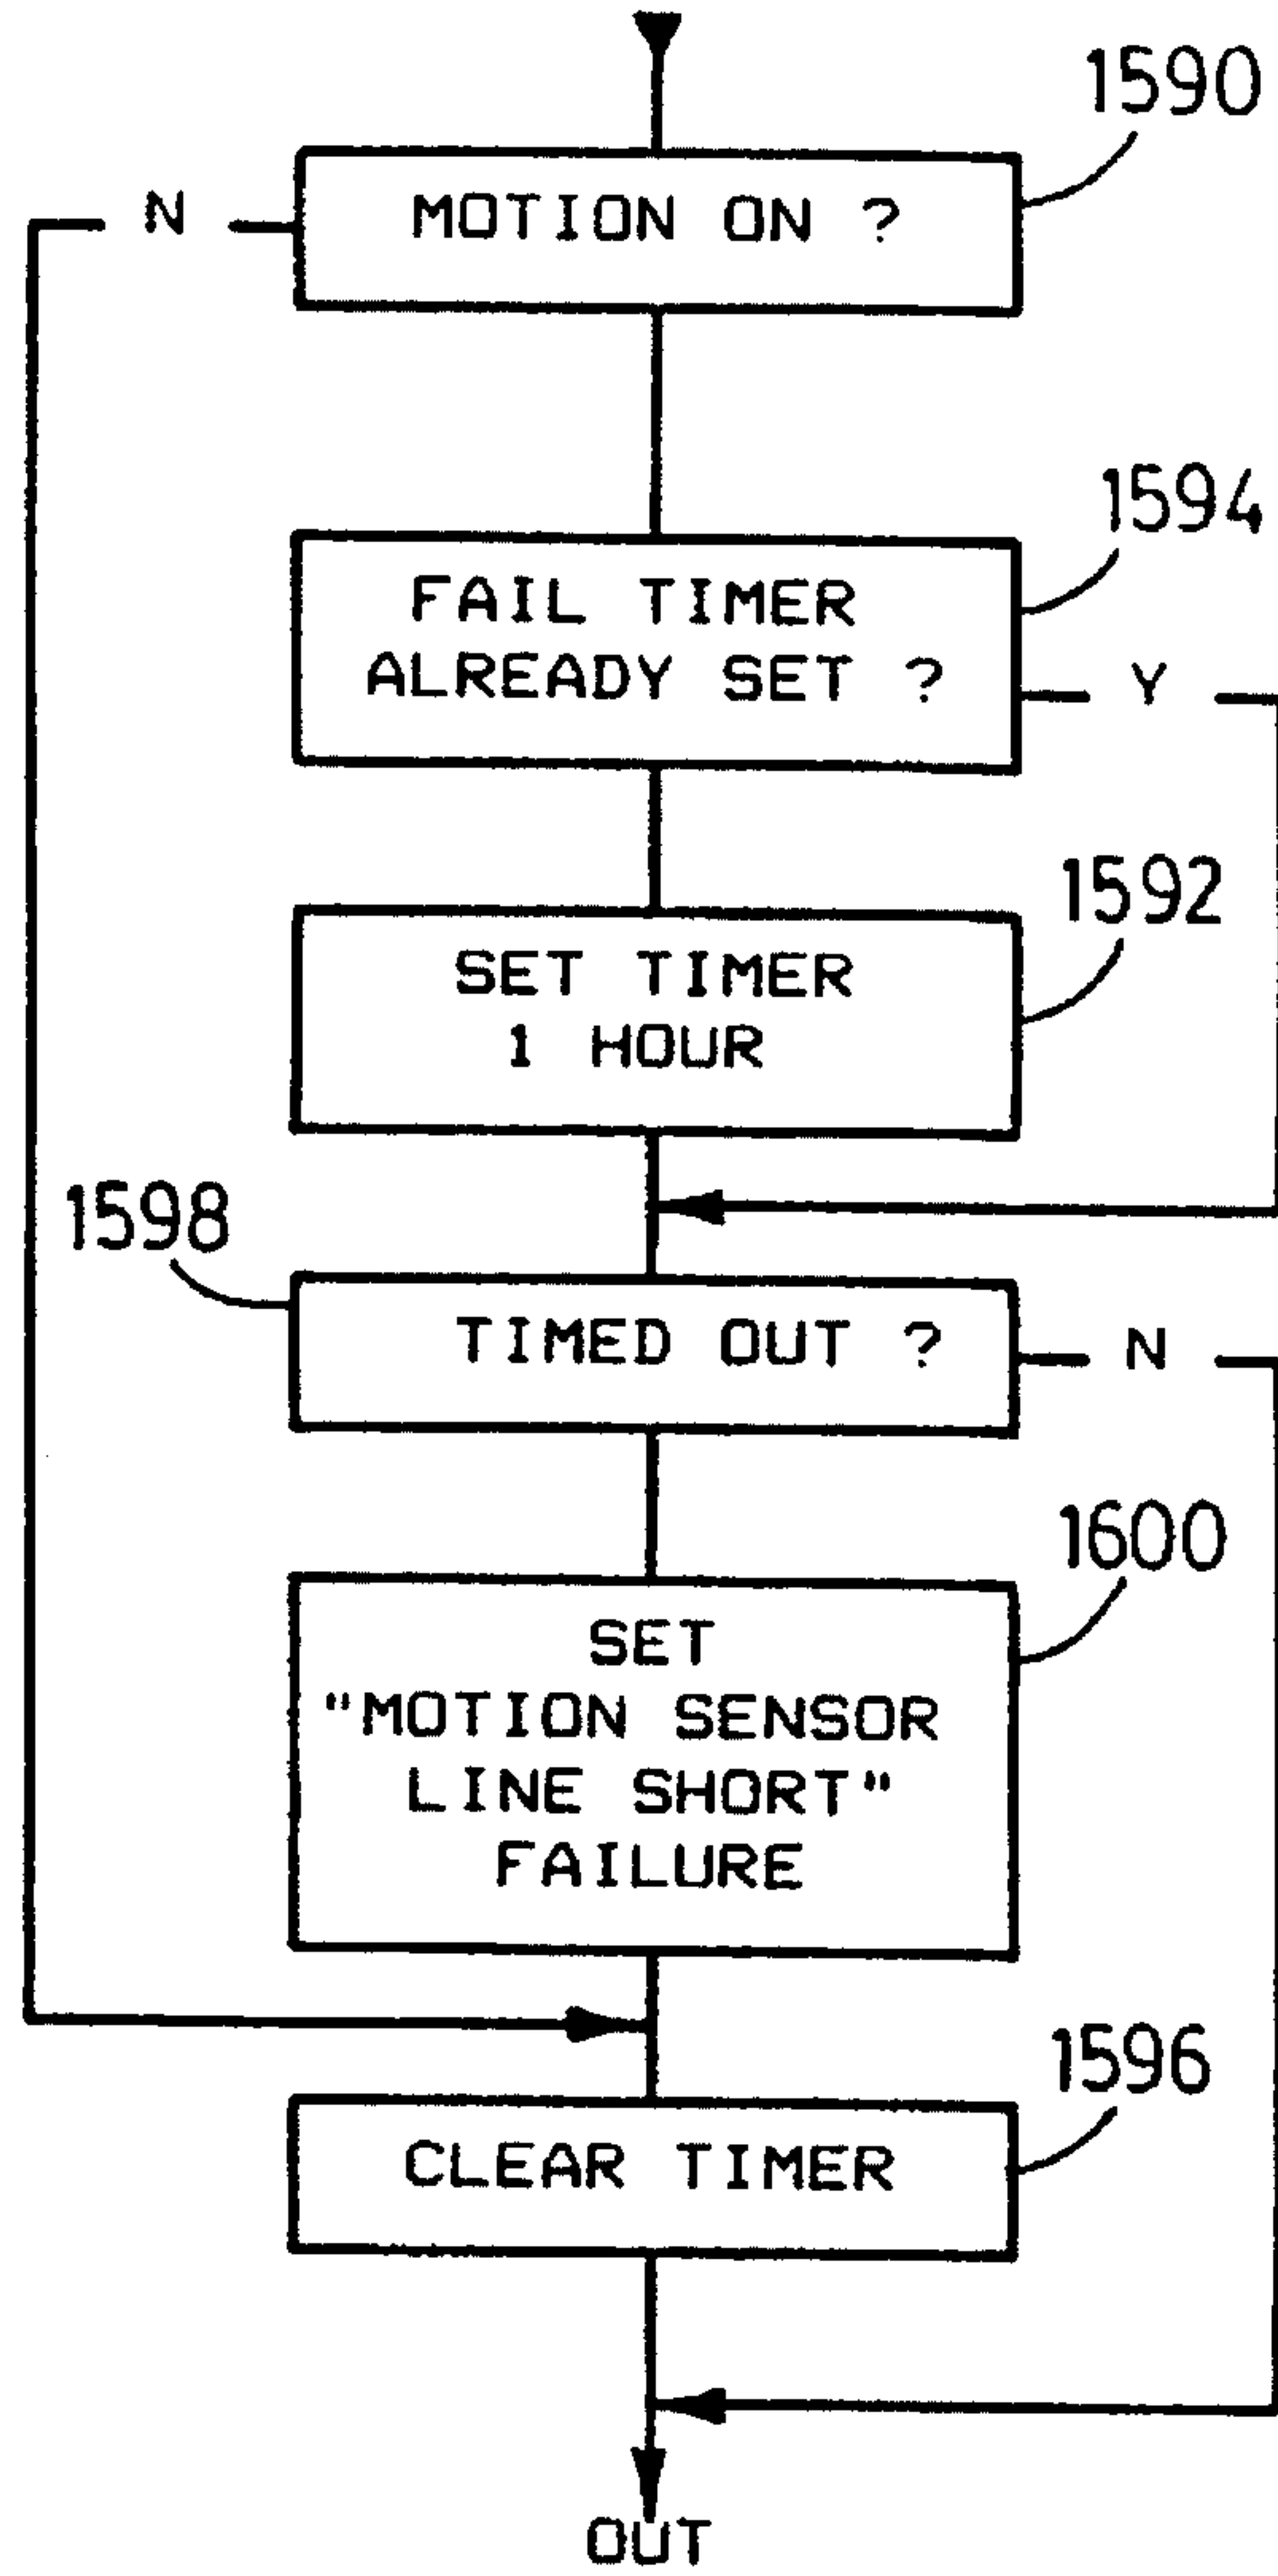 1590
N
MOTION ON ?
1594
FAIL TIMER
ALREADY SET ?
Y
1592
SET TIMER
1 HOUR
1598
TIMED OUT ?
N
1600
SET
"MOTION SENSOR
LINE SHORT"
FAILURE
1596
CLEAR TIMER
OUT